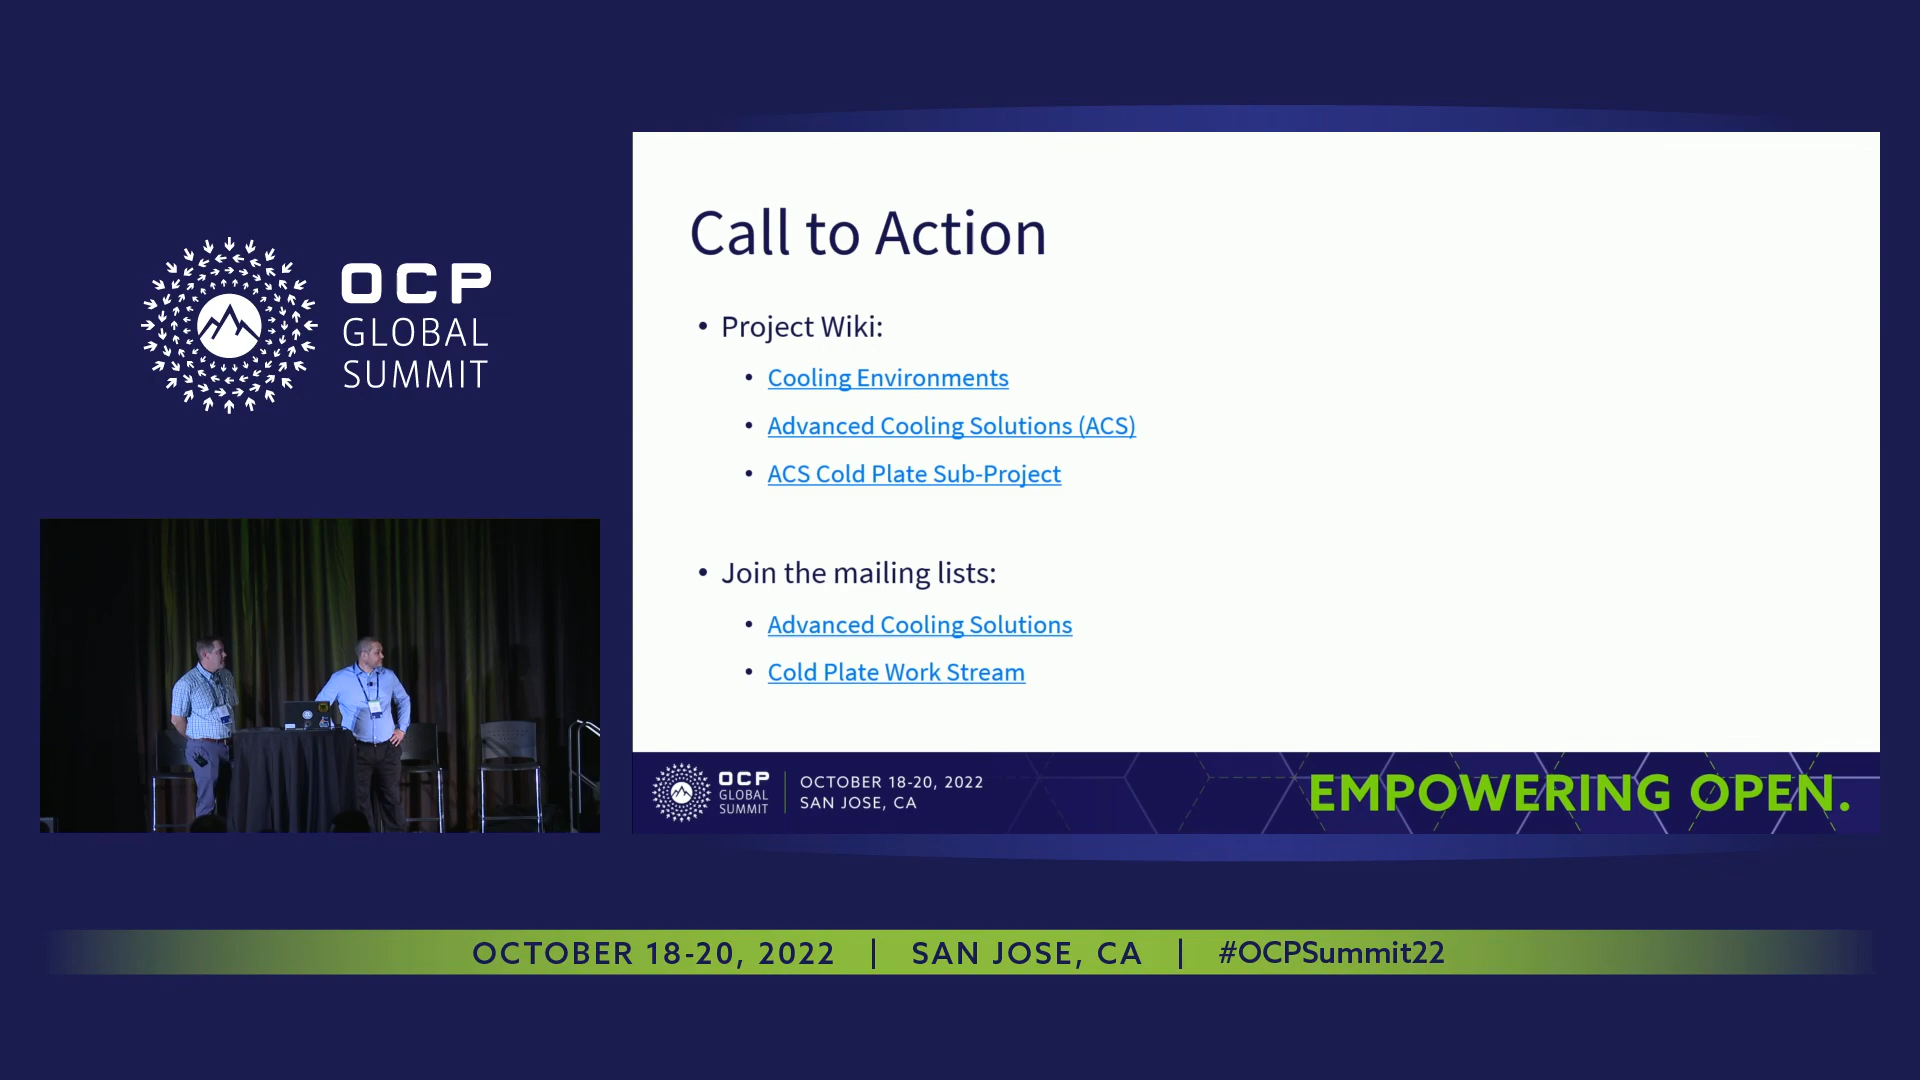 OCP
GLOBAL
SUMMIT
Call to Action
• Project Wiki:
• Cooling Environments
• Advanced Cooling Solutions (ACS)
• ACS Cold Plate Sub-Project
• Join the mailing lists:
• Advanced Cooling Solutions
• Cold Plate Work Stream
OCP
GLOBAL
SUMMIT
OCTOBER 18-20, 2022
SAN JOSE, CA
EMPOWERING OPEN.
OCTOBER 18-20, 2022 | SAN JOSE, CA | #OCPSummit22